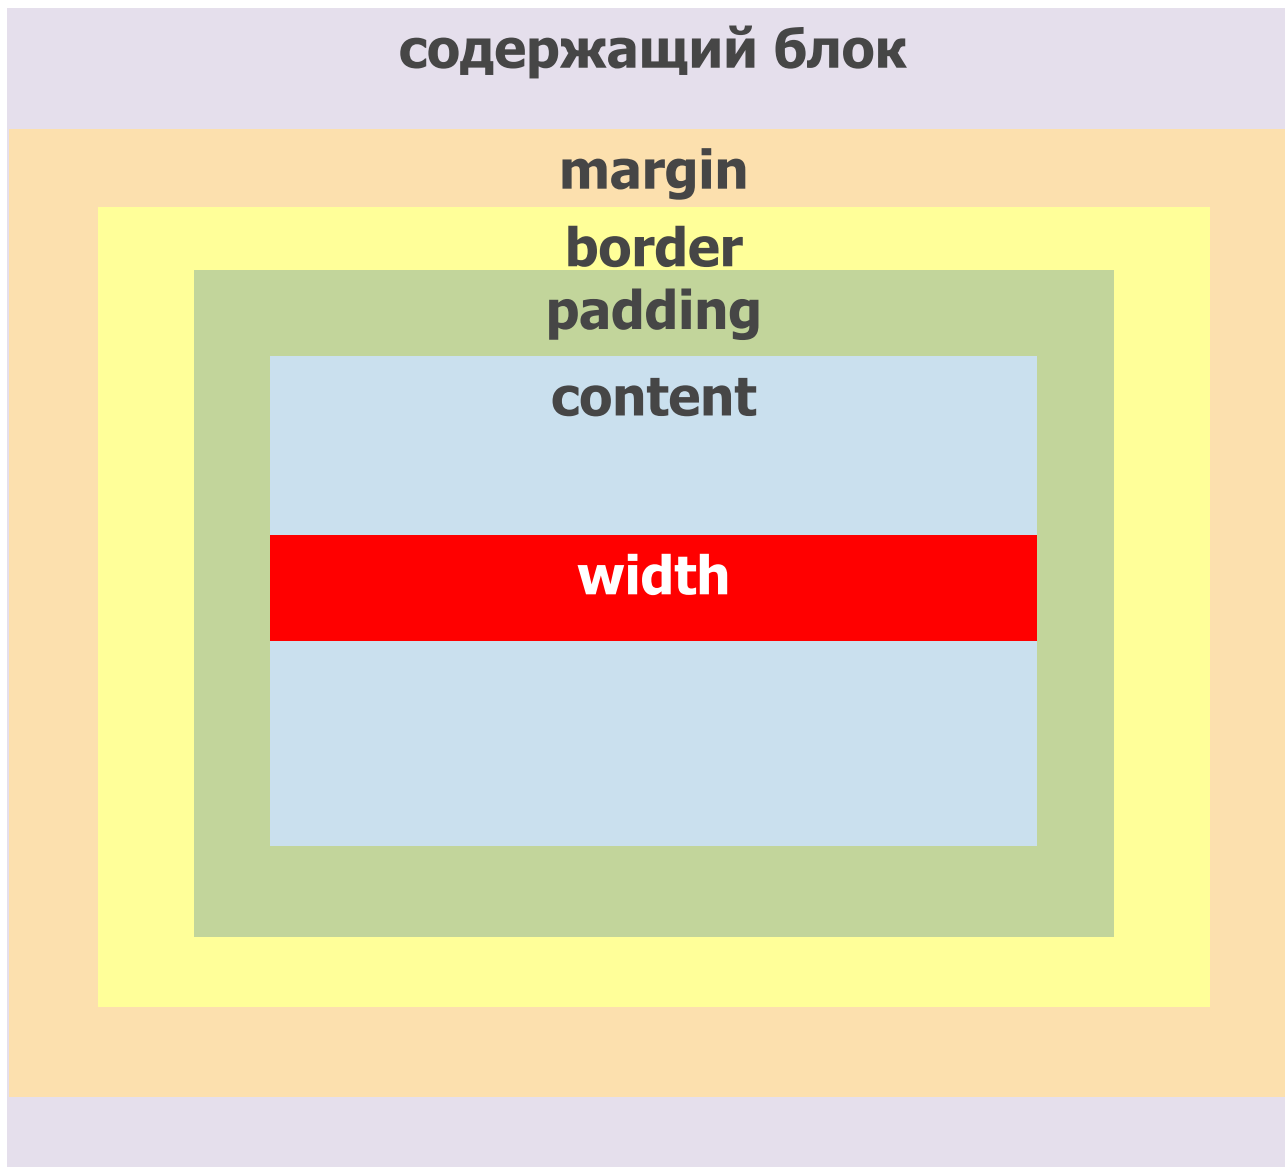 содержащий блок
margin
border
padding
content
width